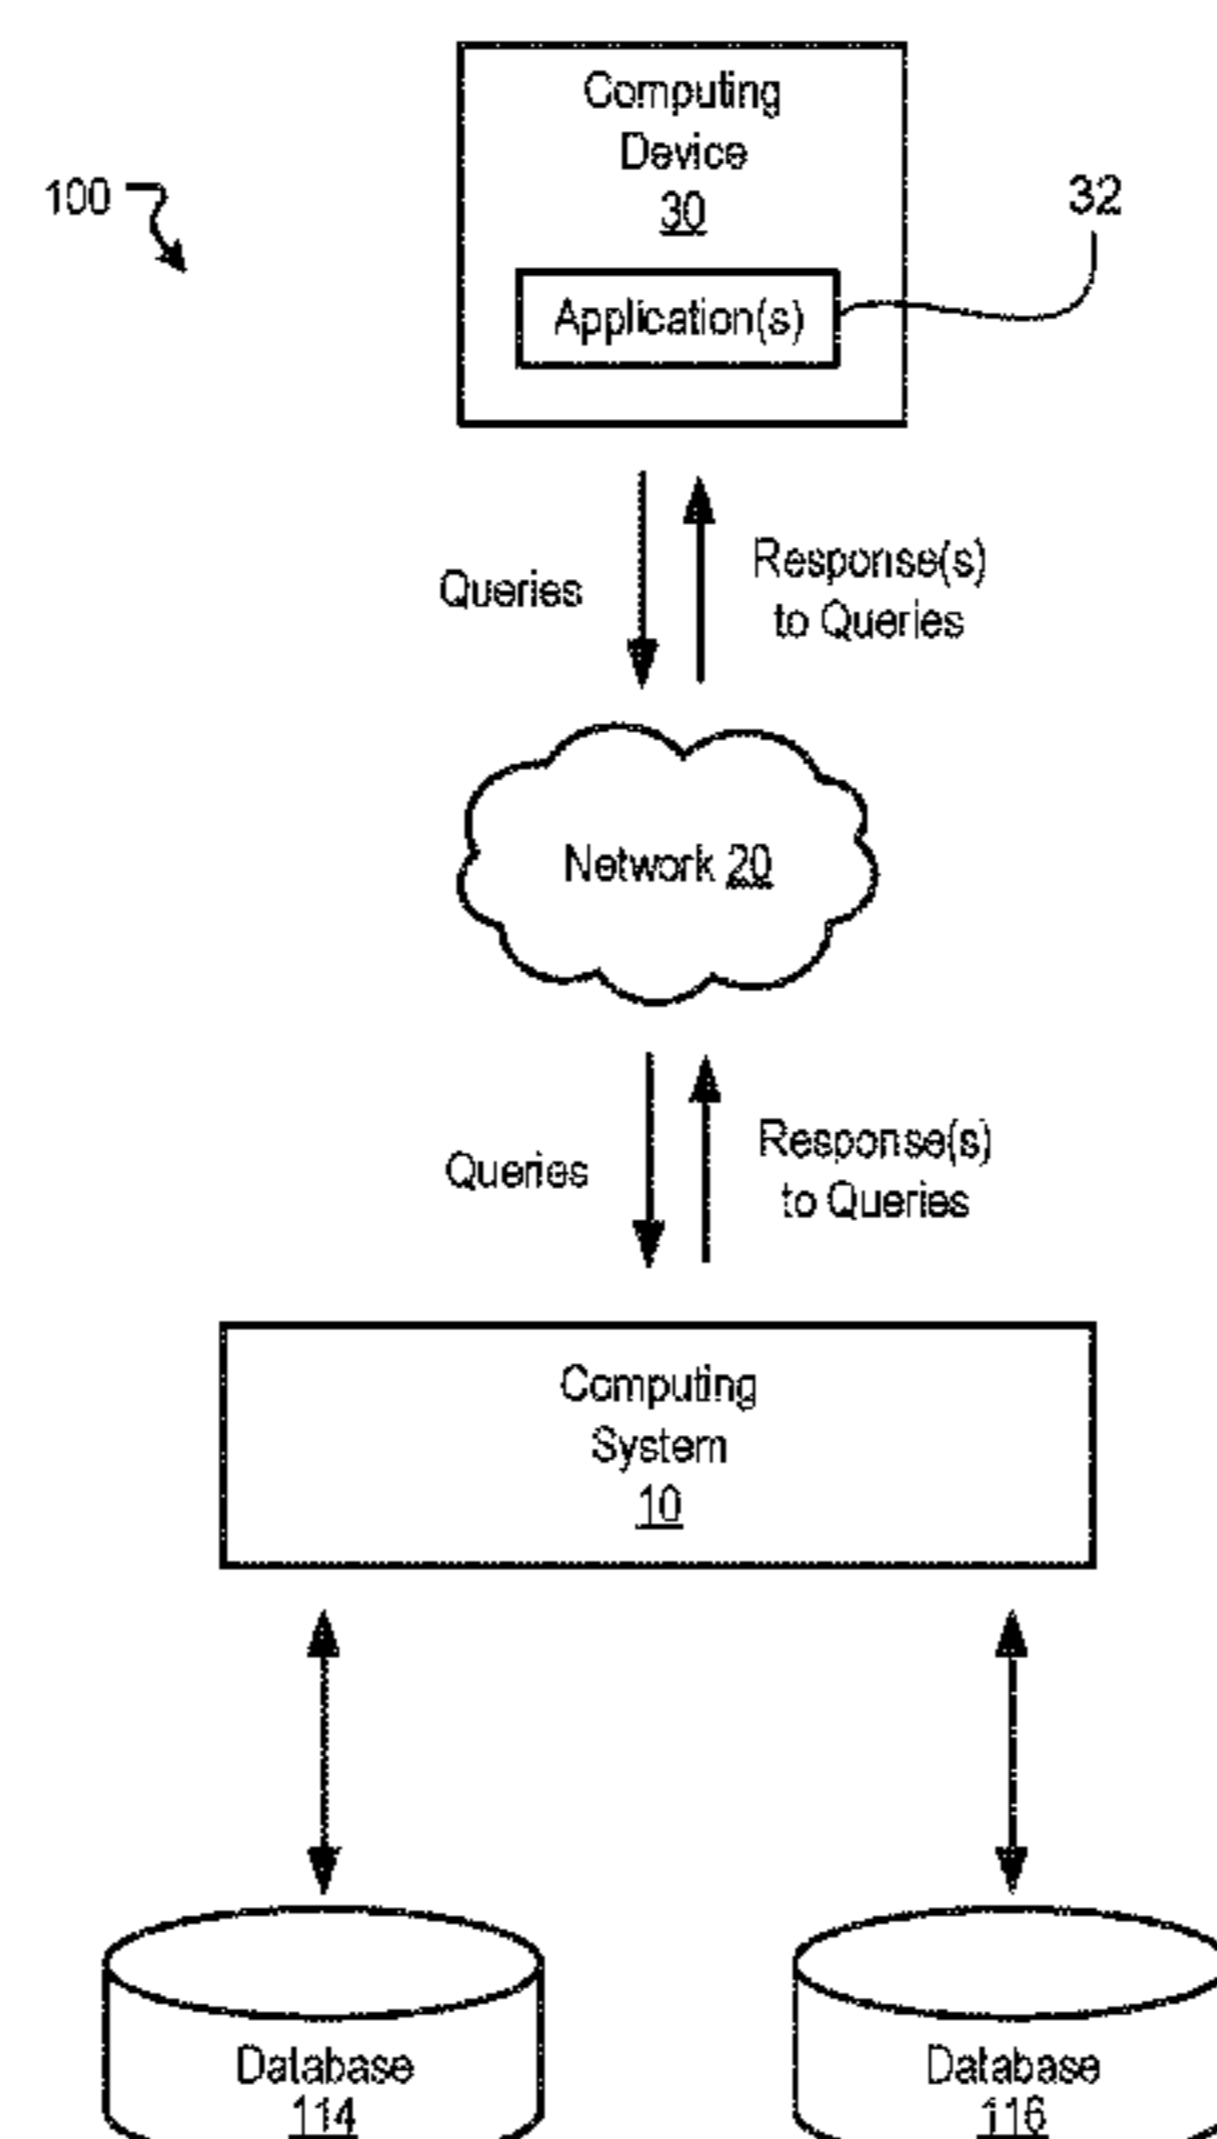 Computing
Device
30
100
32
Application(s)
Queries
Response(s)
to Queries
Network 20
Queries
Response(s)
to Queries
Computing
System
10
Database
114
Database
116